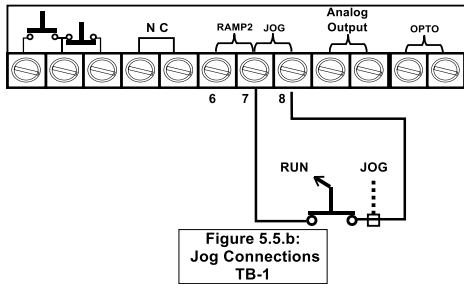 N C
RAMP2 JOG
Analog
Output
OPTO
6 7 8
RUN JOG
Figure 5.5.b:
Jog Connections
TB-1